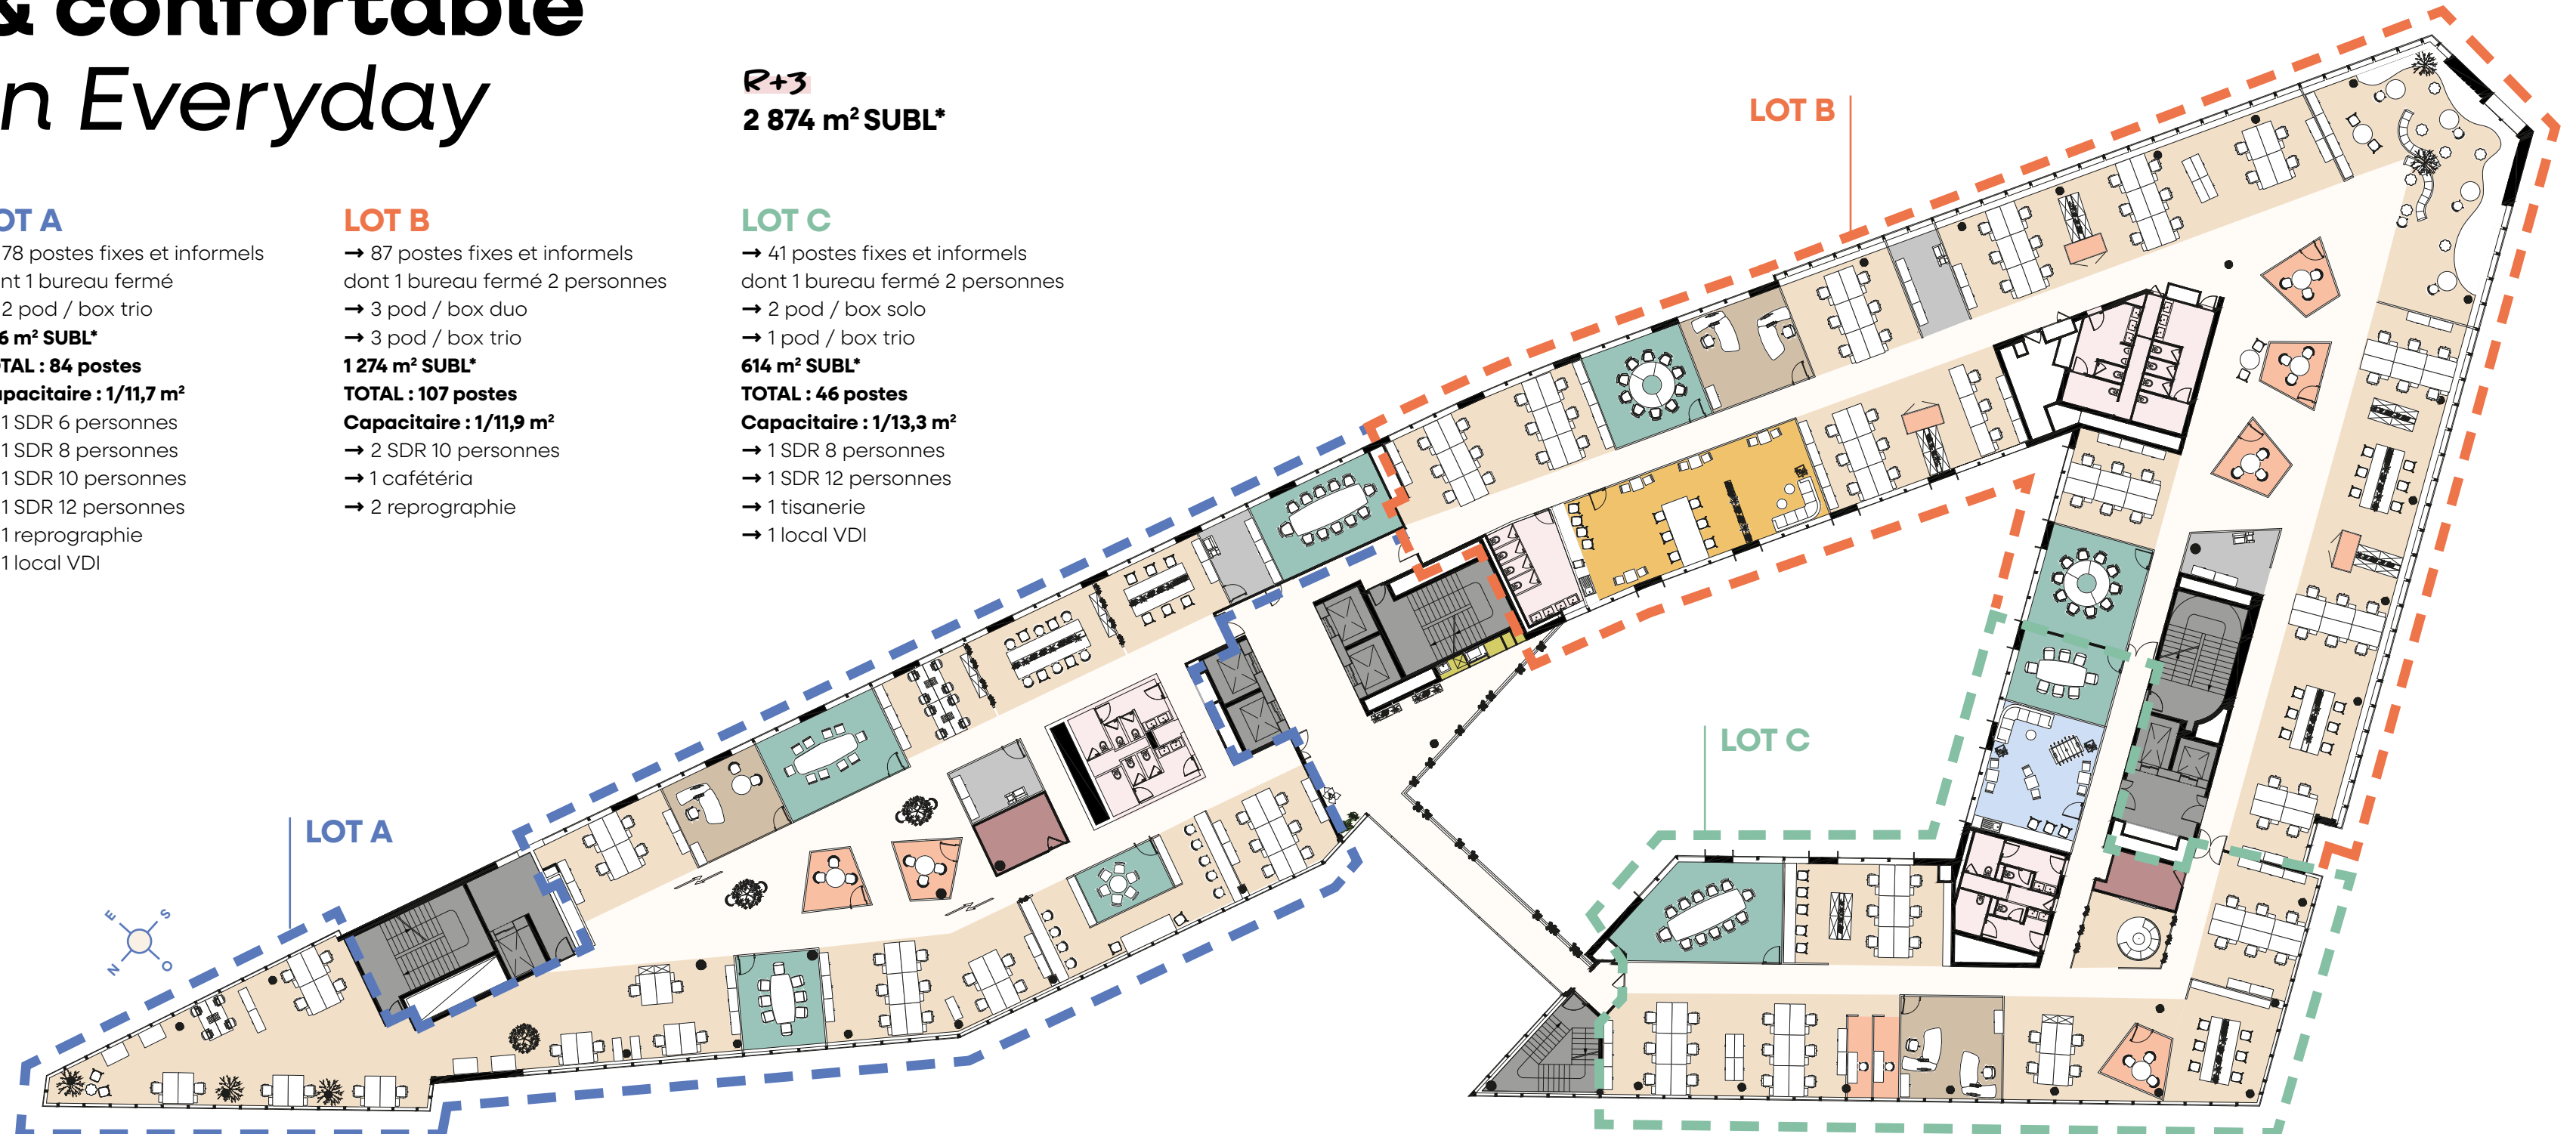 & confortable
n Everyday
R+3
2 874 m² SUBL*
OT A
78 postes fixes et informels
nt 1 bureau fermé
2 pod / box trio
6 m² SUBL*
TAL : 84 postes
pacitaire : 1/11,7 m²
1 SDR 6 personnes
1 SDR 8 personnes
1 SDR 10 personnes
1 SDR 12 personnes
1 reprographie
1 local VDI
LOT B
→ 87 postes fixes et informels
dont 1 bureau fermé 2 personnes
→ 3 pod / box duo
→ 3 pod / box trio
1 274 m² SUBL*
TOTAL : 107 postes
Capacitaire : 1/11,9 m²
→ 2 SDR 10 personnes
→ 1 cafétéria
→ 2 reprographie
LOT C
→ 41 postes fixes et informels
dont 1 bureau fermé 2 personnes
→ 2 pod / box solo
→ 1 pod / box trio
614 m² SUBL*
TOTAL : 46 postes
Capacitaire : 1/13,3 m²
→ 1 SDR 8 personnes
→ 1 SDR 12 personnes
→ 1 tisanerie
→ 1 local VDI
LOT B
LOT C
LOT A
E
S
N
O